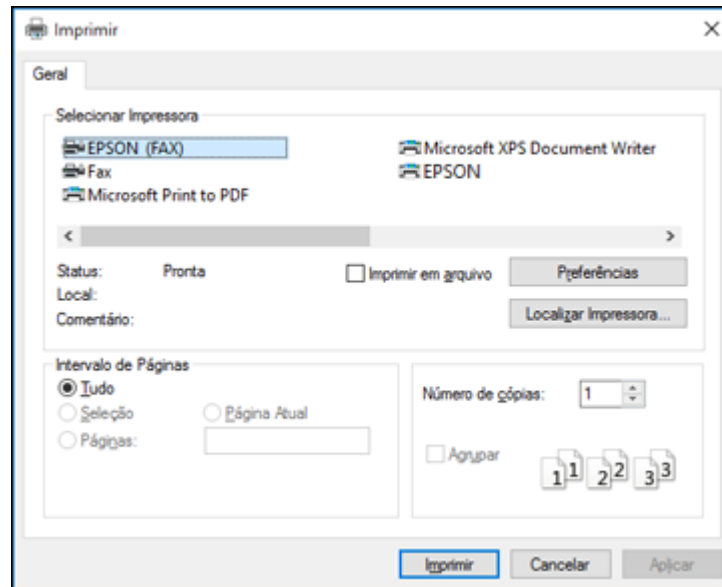 Imprimir
Geral
Selecionar Impressora
EPSON (FAX)
Microsoft XPS Document Writer
Fax
EPSON
Microsoft Print to PDF
Status: Pronta
Imprimir em arquivo
Preferências
Local:
Localizar Impressora...
Comentário:
Intervalo de Páginas
Tudo
Seleção
Página Atual
Páginas:
Número de cópias: 1
Agrupar
1 1 2 2 3 3
Imprimir
Cancelar
Aplicar